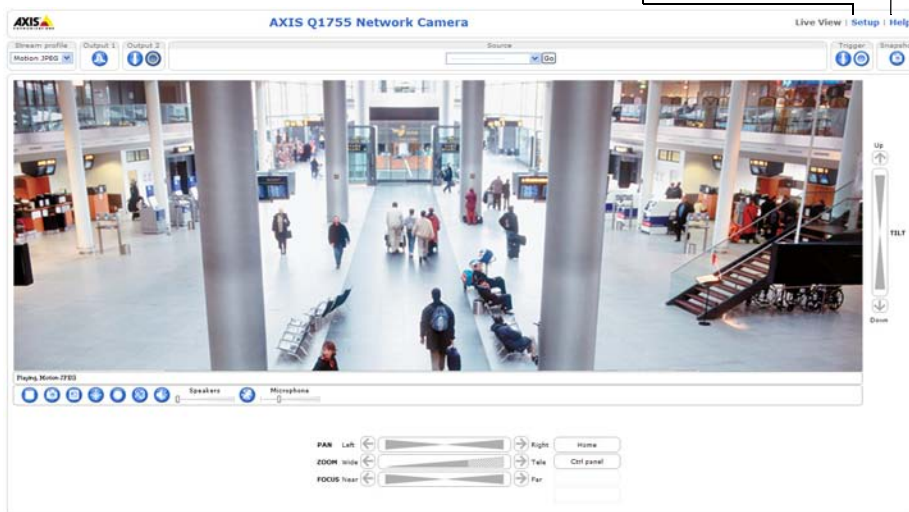 AXIS
COMMUNICATIONS
AXIS Q1755 Network Camera
Live View | Setup | Help
Stream profile
Output 1
Output 2
Source
Trigger
Snapsho
Motion JPEG
Go
Up
TILT
Down
Playing, Motion JPEG
Speakers
Microphone
PAN Left
Right
Home
ZOOM Wide
Tele
Ctrl panel
FOCUS Near
Far